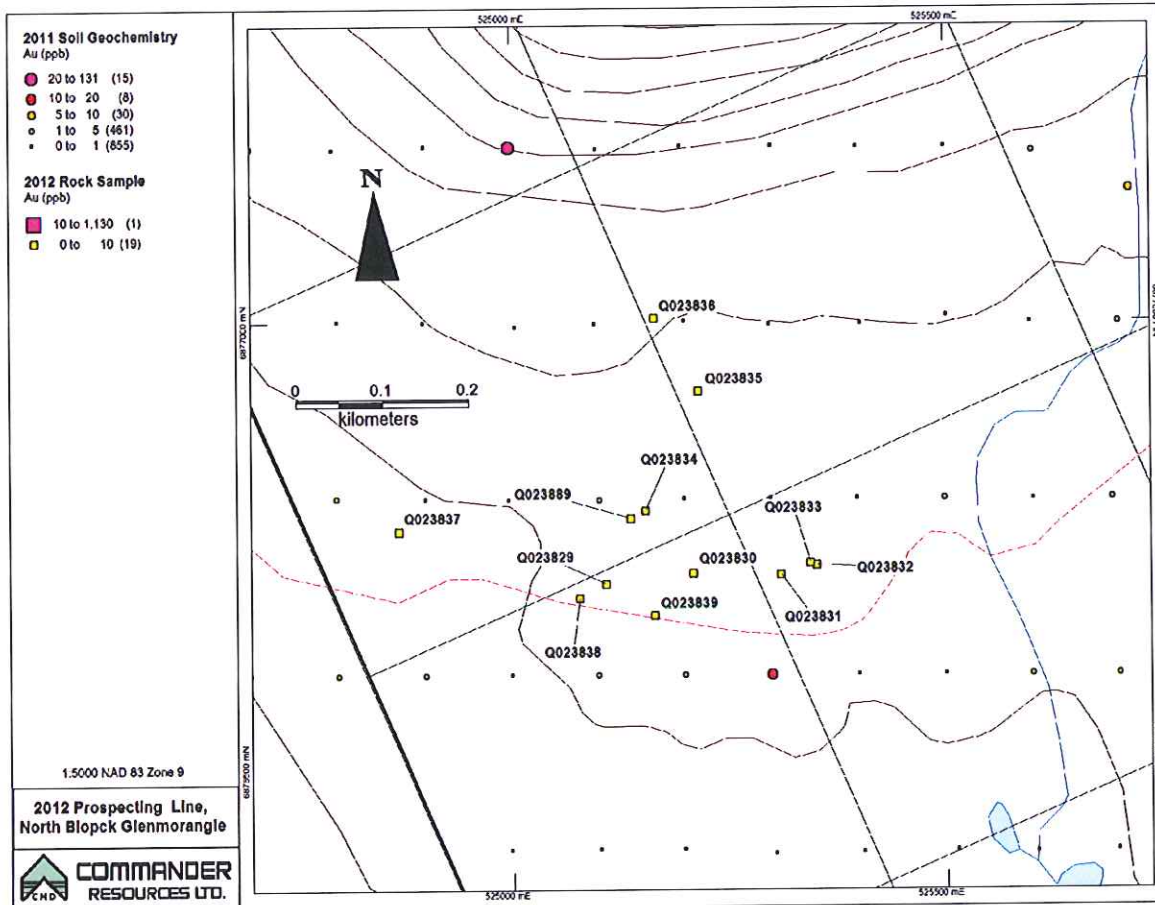 2011 Soil Geochemistry
Au (ppb)
20 to 131 (15)
10 to 20 (8)
5 to 10 (30)
1 to 5 (461)
0 to 1 (855)
2012 Rock Sample
Au (ppb)
10 to 1,130 (1)
0 to 10 (19)
1:5000 NAD 83 Zone 9
2012 Prospecting Line,
North Blopck Glenmorangie
CHD
COMMANDER
RESOURCES LTD.
525000 mE
525500 mE
N
6877000 mN
0 0.1 0.2
kilometers
Q023836
Q023835
Q023834
Q023889
Q023837
Q023833
Q023829
Q023830
Q023832
Q023839
Q023831
Q023838
525000 mE
525500 mE